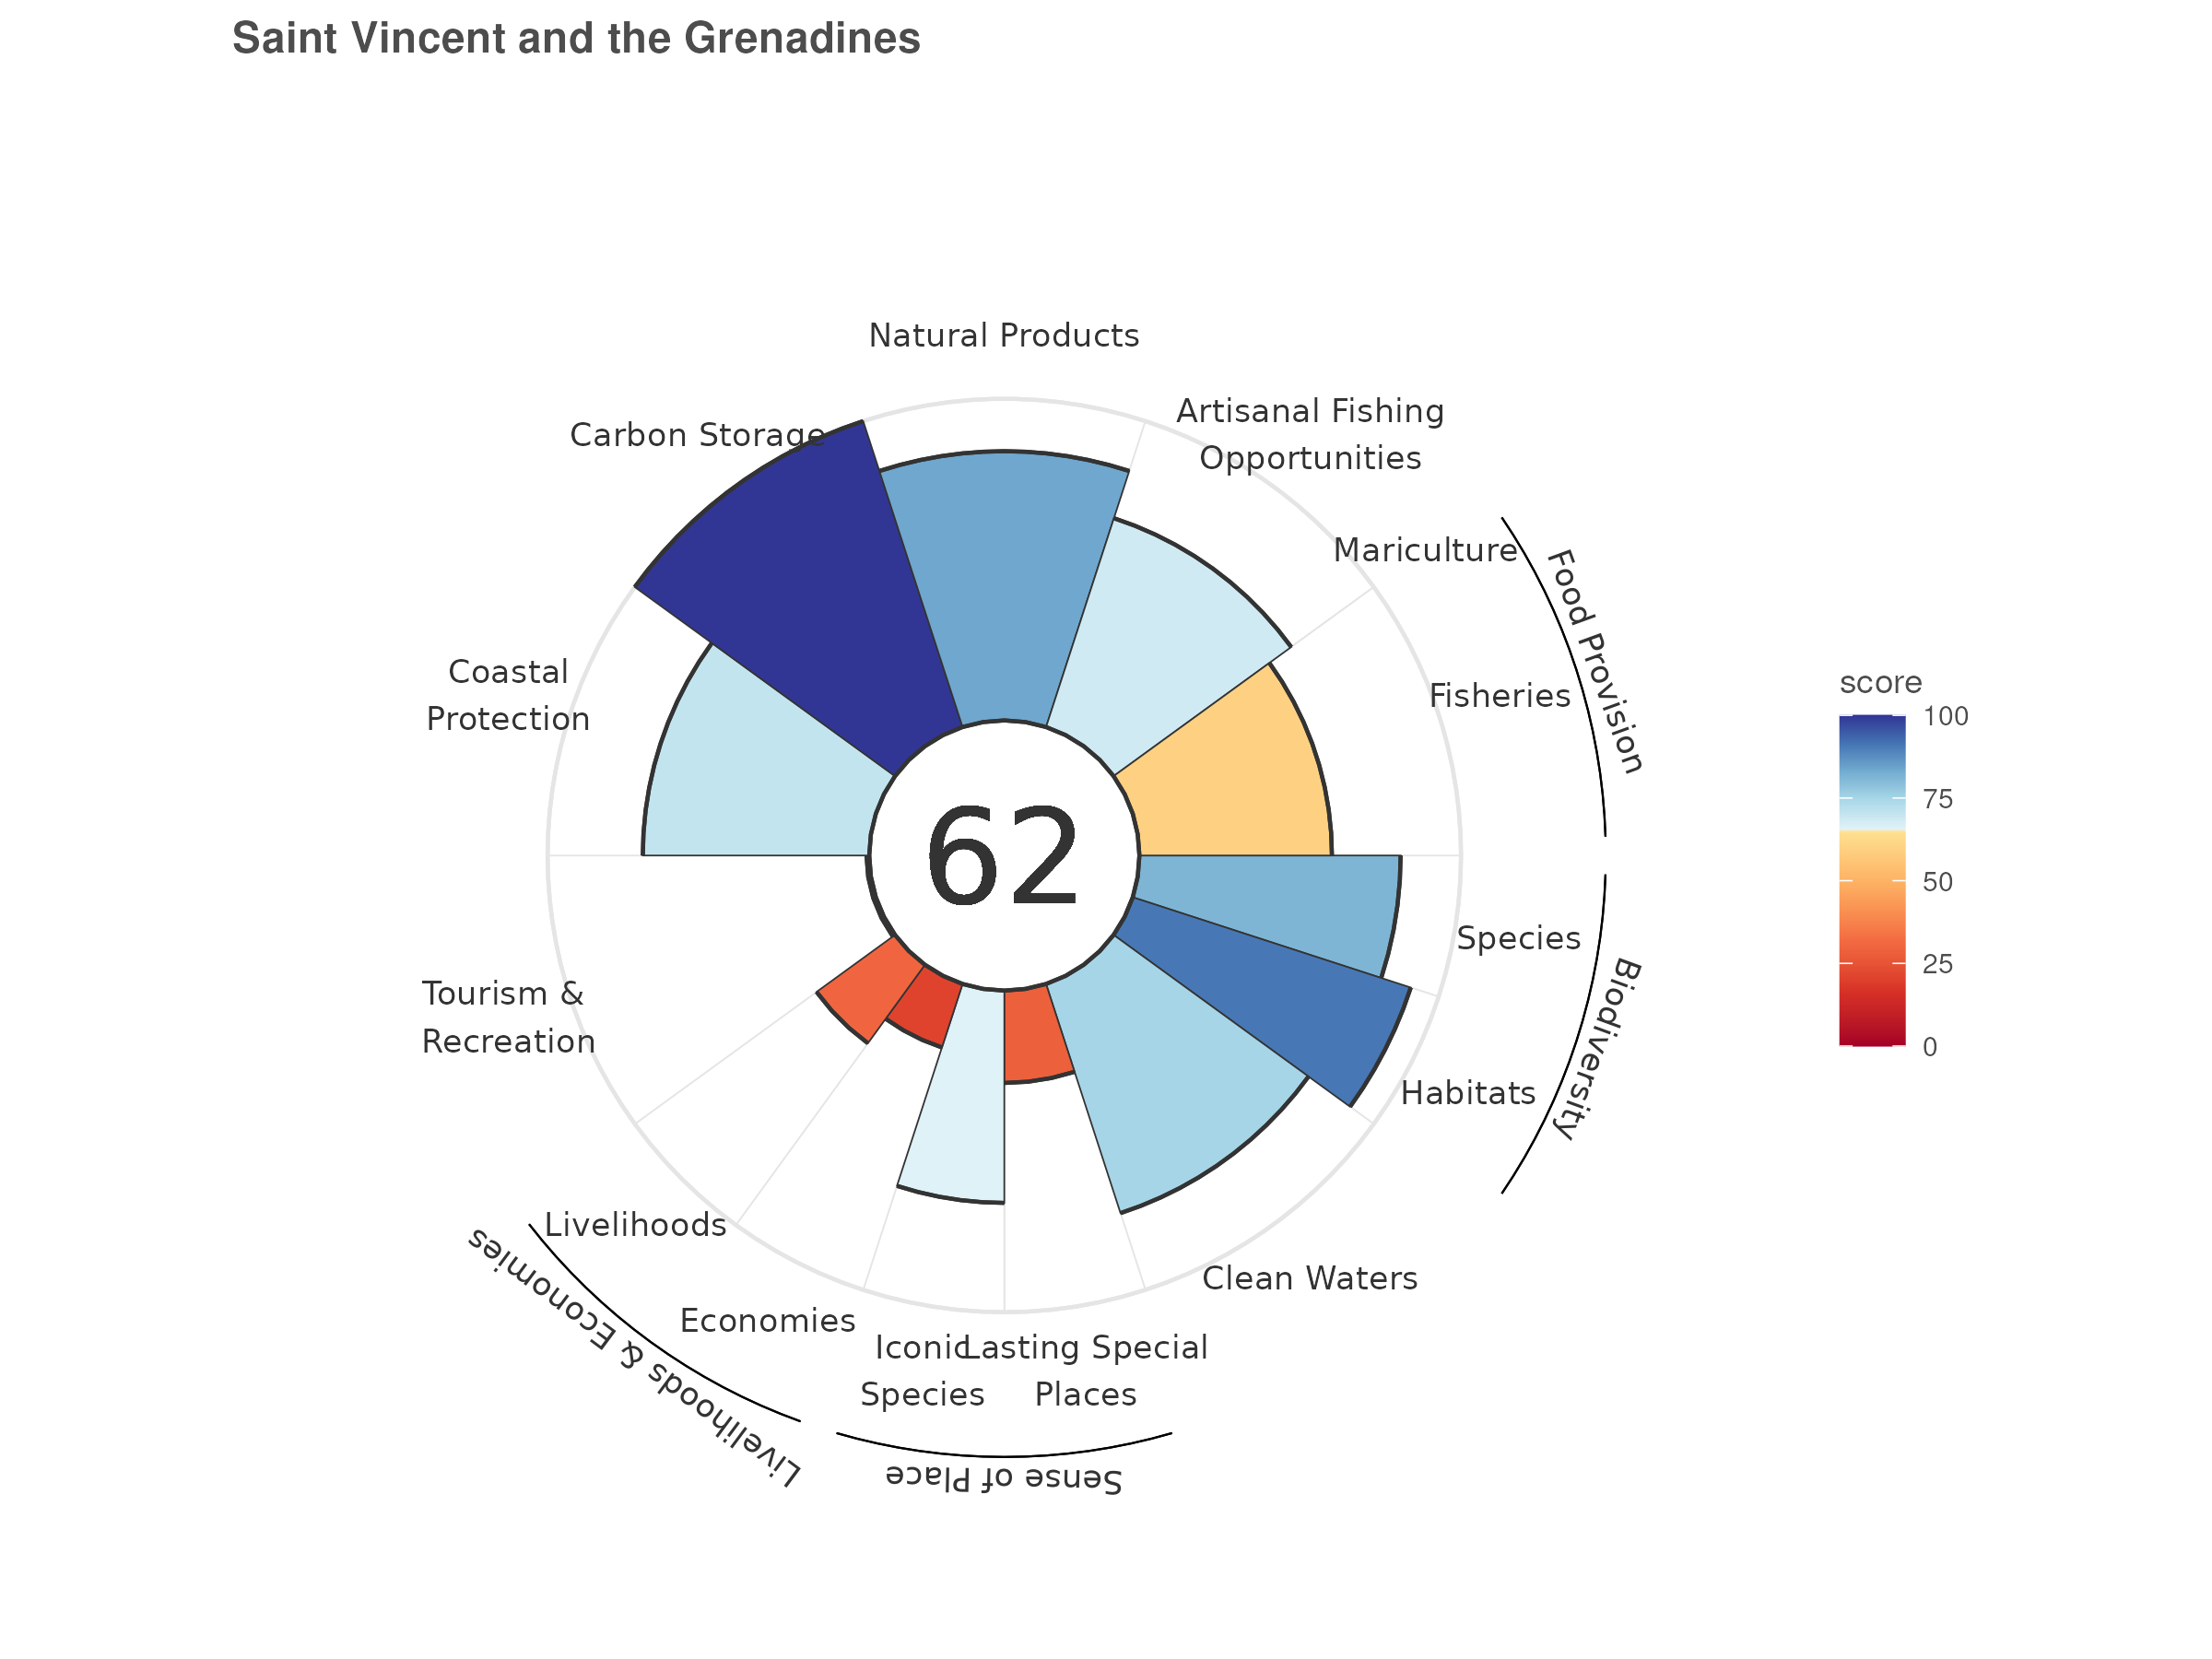 Saint Vincent and the Grenadines
Natural Products
Artisanal Fishing
Opportunities
Carbon Storage
Mariculture
Food Provision
Fisheries
Coastal
Protection
score
100
75
50
25
0
62
Species
Biodiversity
Habitats
Tourism &
Recreation
Livelihoods
Livelihoods & Economies
Clean Waters
Economies
Iconic
Species
Lasting Special
Places
Sense of Place